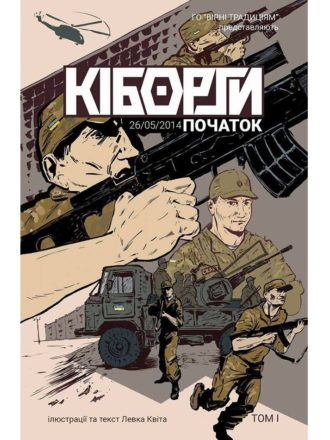 ГО "ВІРНІ ТРАДИЦІЯМ"
представляють
КІБОРГИ
26/05/2014 ПОЧАТОК
ілюстрації та текст Левка Квіта
ТОМ I